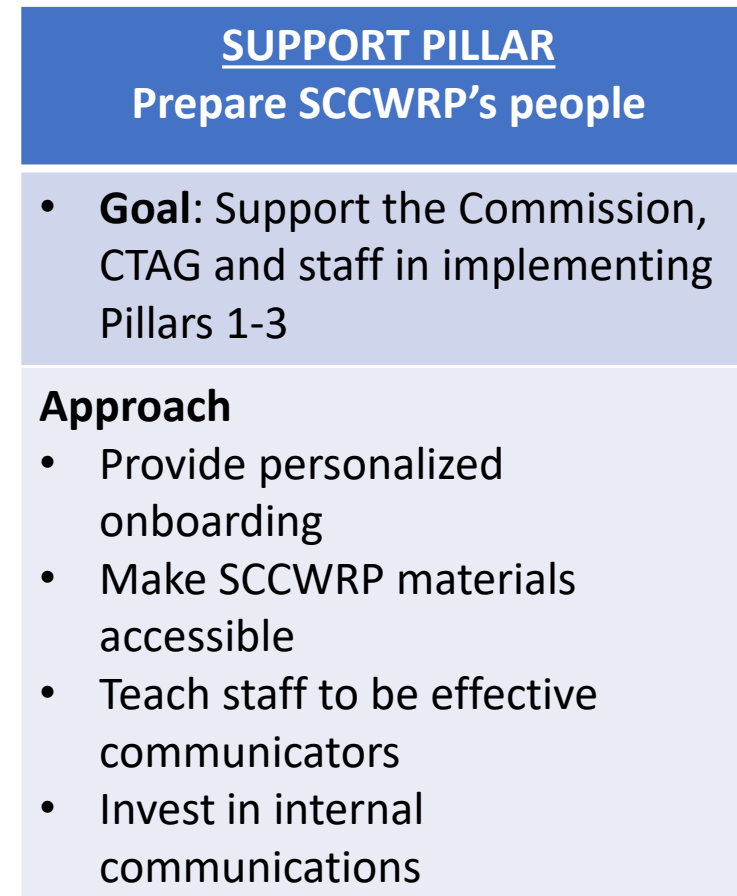 SUPPORT PILLAR
Prepare SCCWRP's people
• Goal: Support the Commission,
CTAG and staff in implementing
Pillars 1-3
Approach
• Provide personalized
onboarding
• Make SCCWRP materials
accessible
• Teach staff to be effective
communicators
• Invest in internal
communications